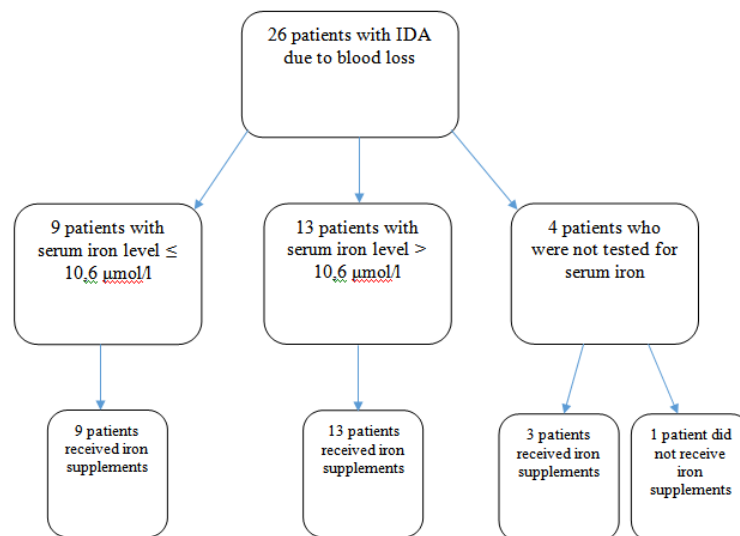 26 patients with IDA
due to blood loss
9 patients with
serum iron level ≤
10,6 μmol/l
13 patients with
serum iron level >
10,6 μmol/l
4 patients who
were not tested for
serum iron
9 patients
received iron
supplements
13 patients
received iron
supplements
3 patients
received iron
supplements
1 patient did
not receive
iron
supplements